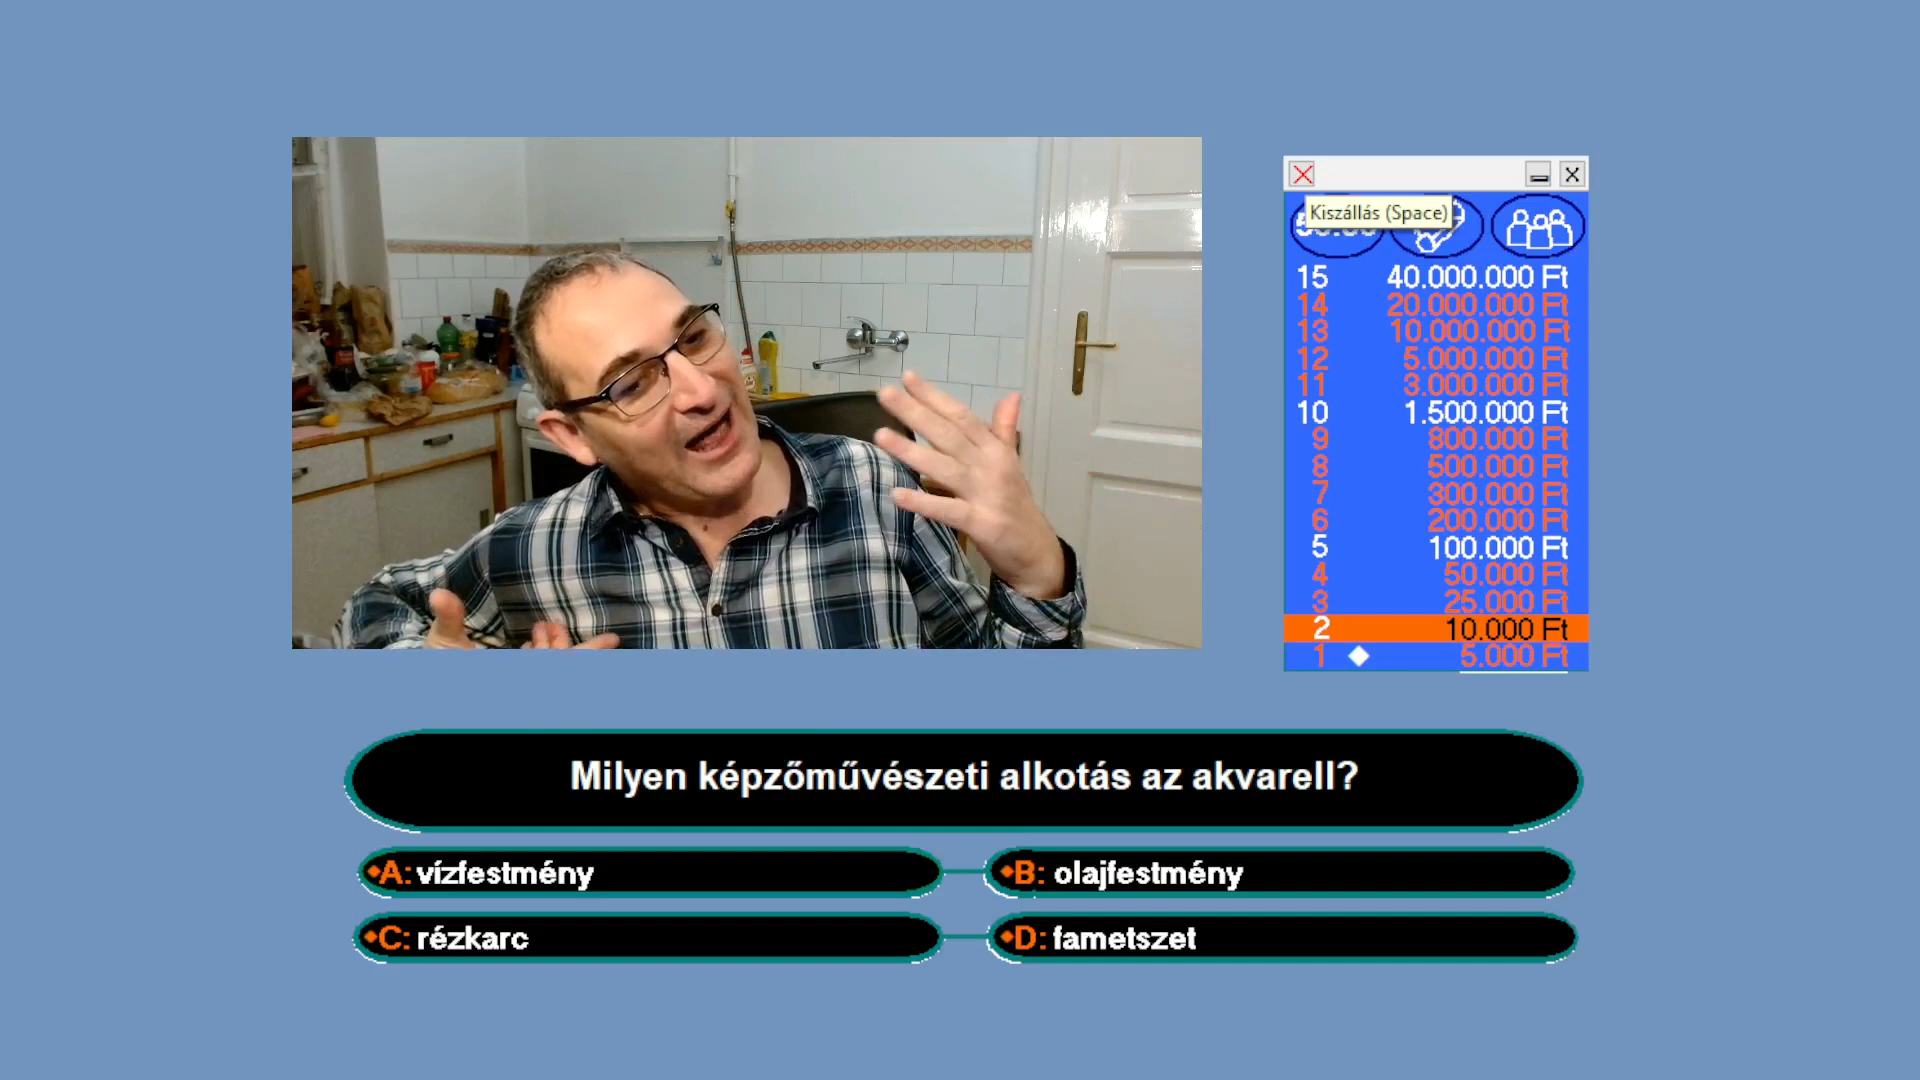 Kiszállás (Space)
15 40.000.000 Ft
14 20.000.000 Ft
13 10.000.000 Ft
12 5.000.000 Ft
11 3.000.000 Ft
10 1.500.000 Ft
9 800.000 Ft
8 500.000 Ft
7 300.000 Ft
6 200.000 Ft
5 100.000 Ft
4 50.000 Ft
3 25.000 Ft
2 10.000 Ft
1 5.000 Ft
Milyen képzőművészeti alkotás az akvarell?
A: vízfestmény
B: olajfestmény
C: rézkarc
D: fametszet